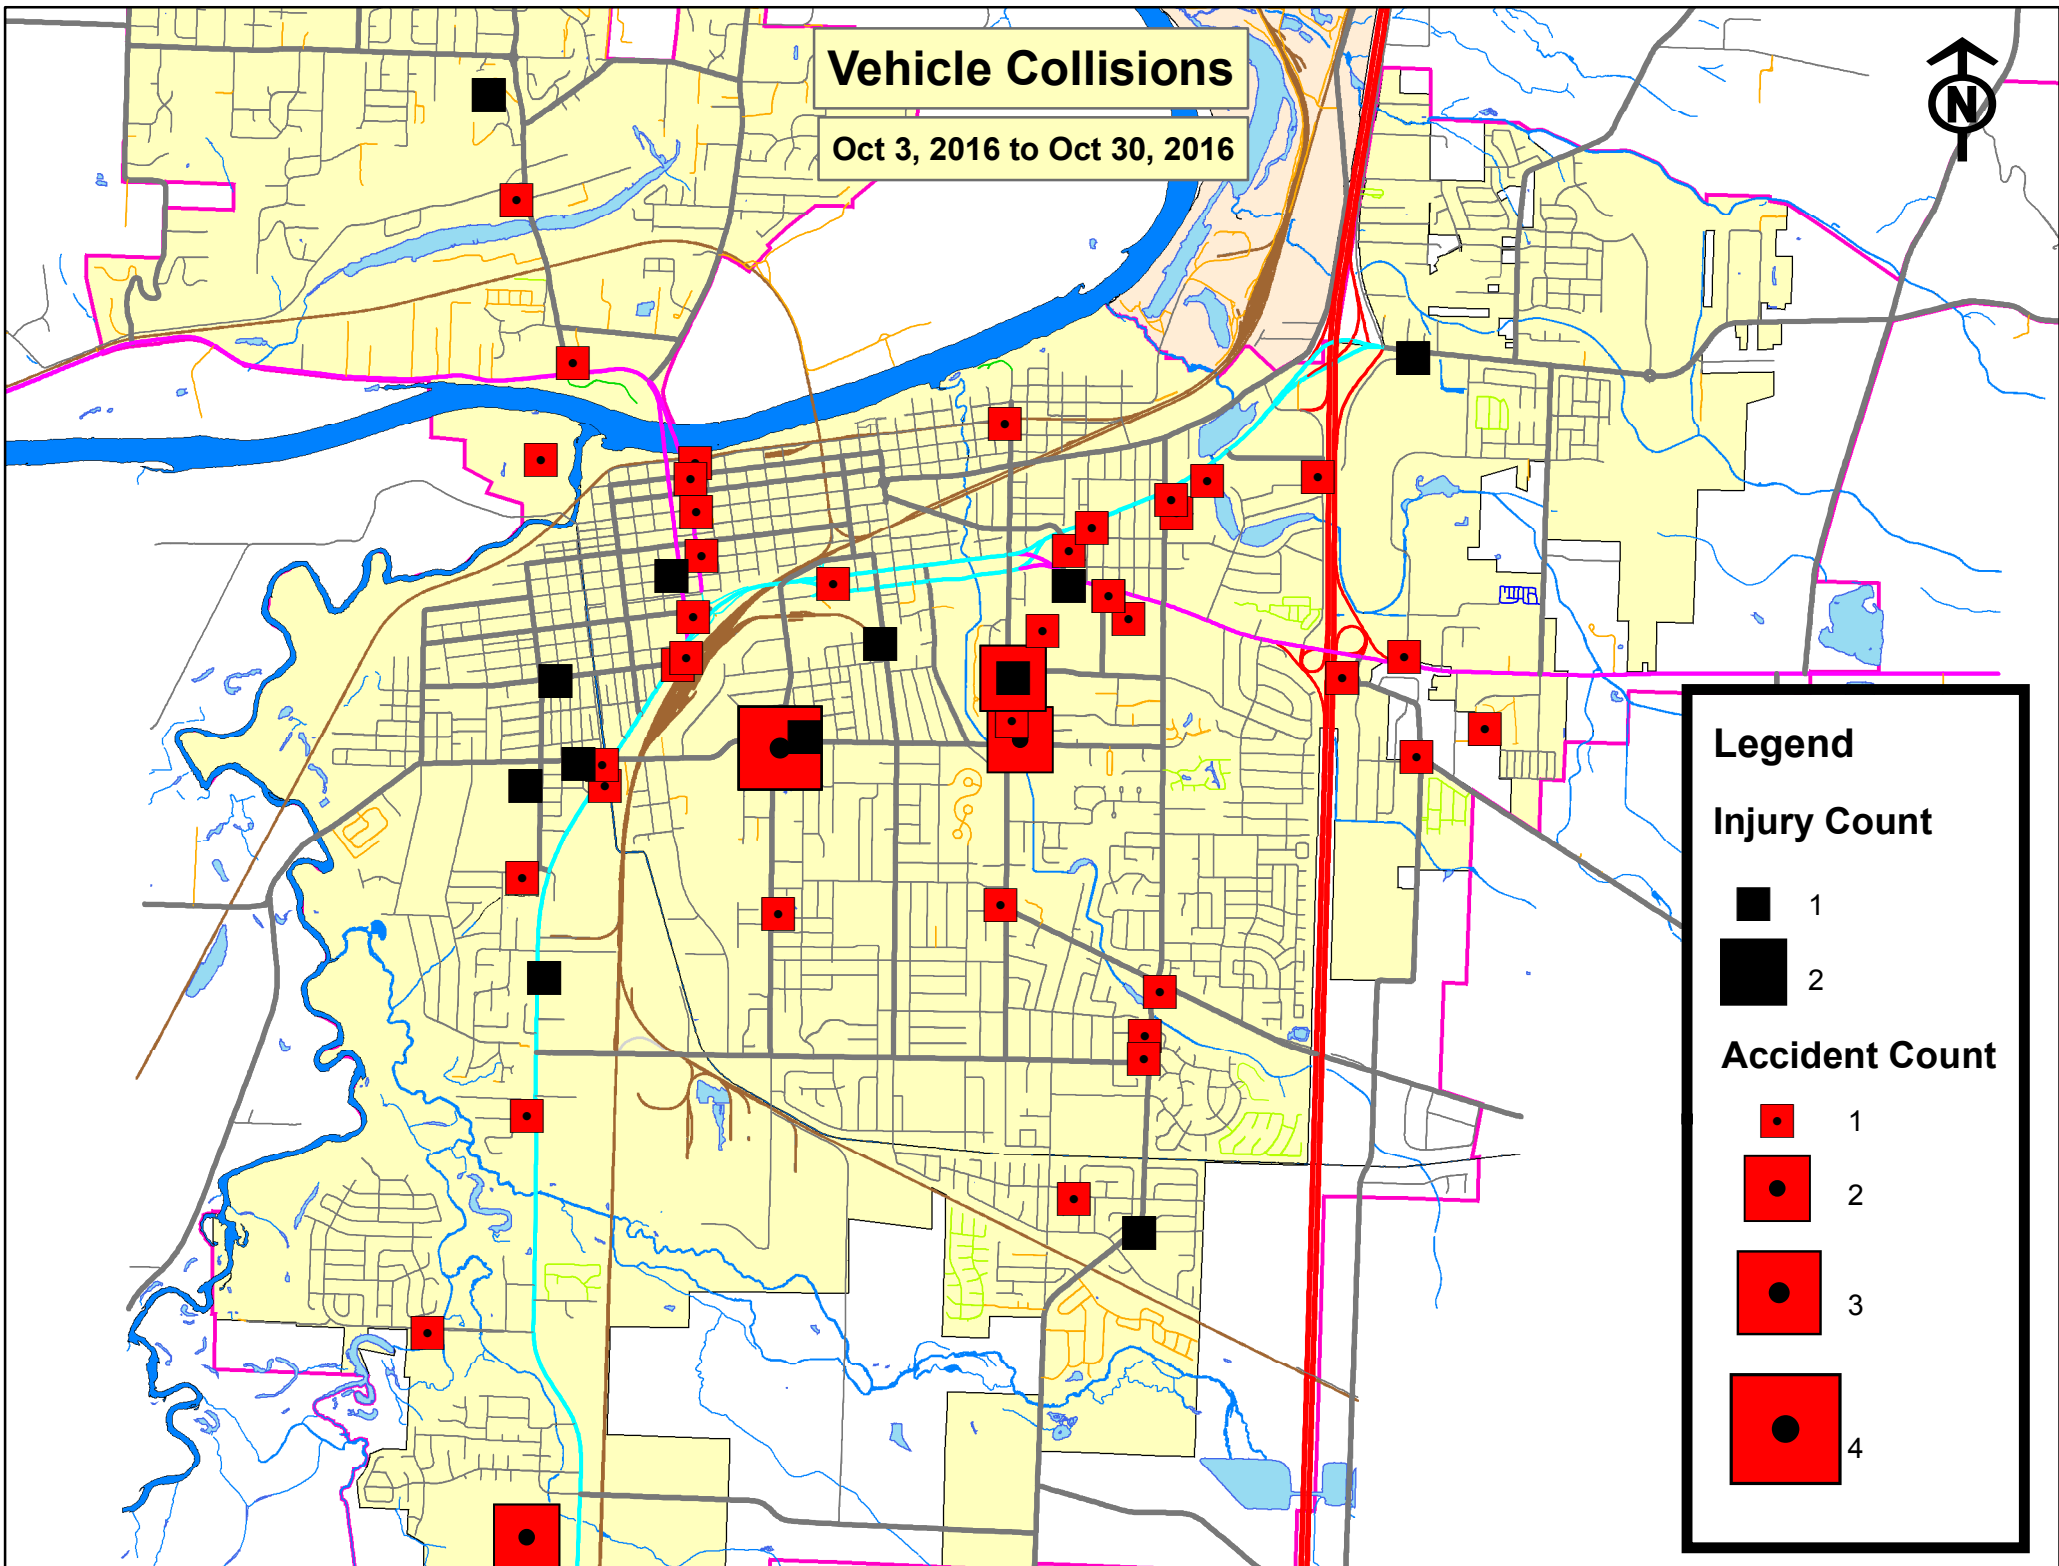 Vehicle Collisions
Oct 3, 2016 to Oct 30, 2016
N
Legend
Injury Count
1
2
Accident Count
1
2
3
4